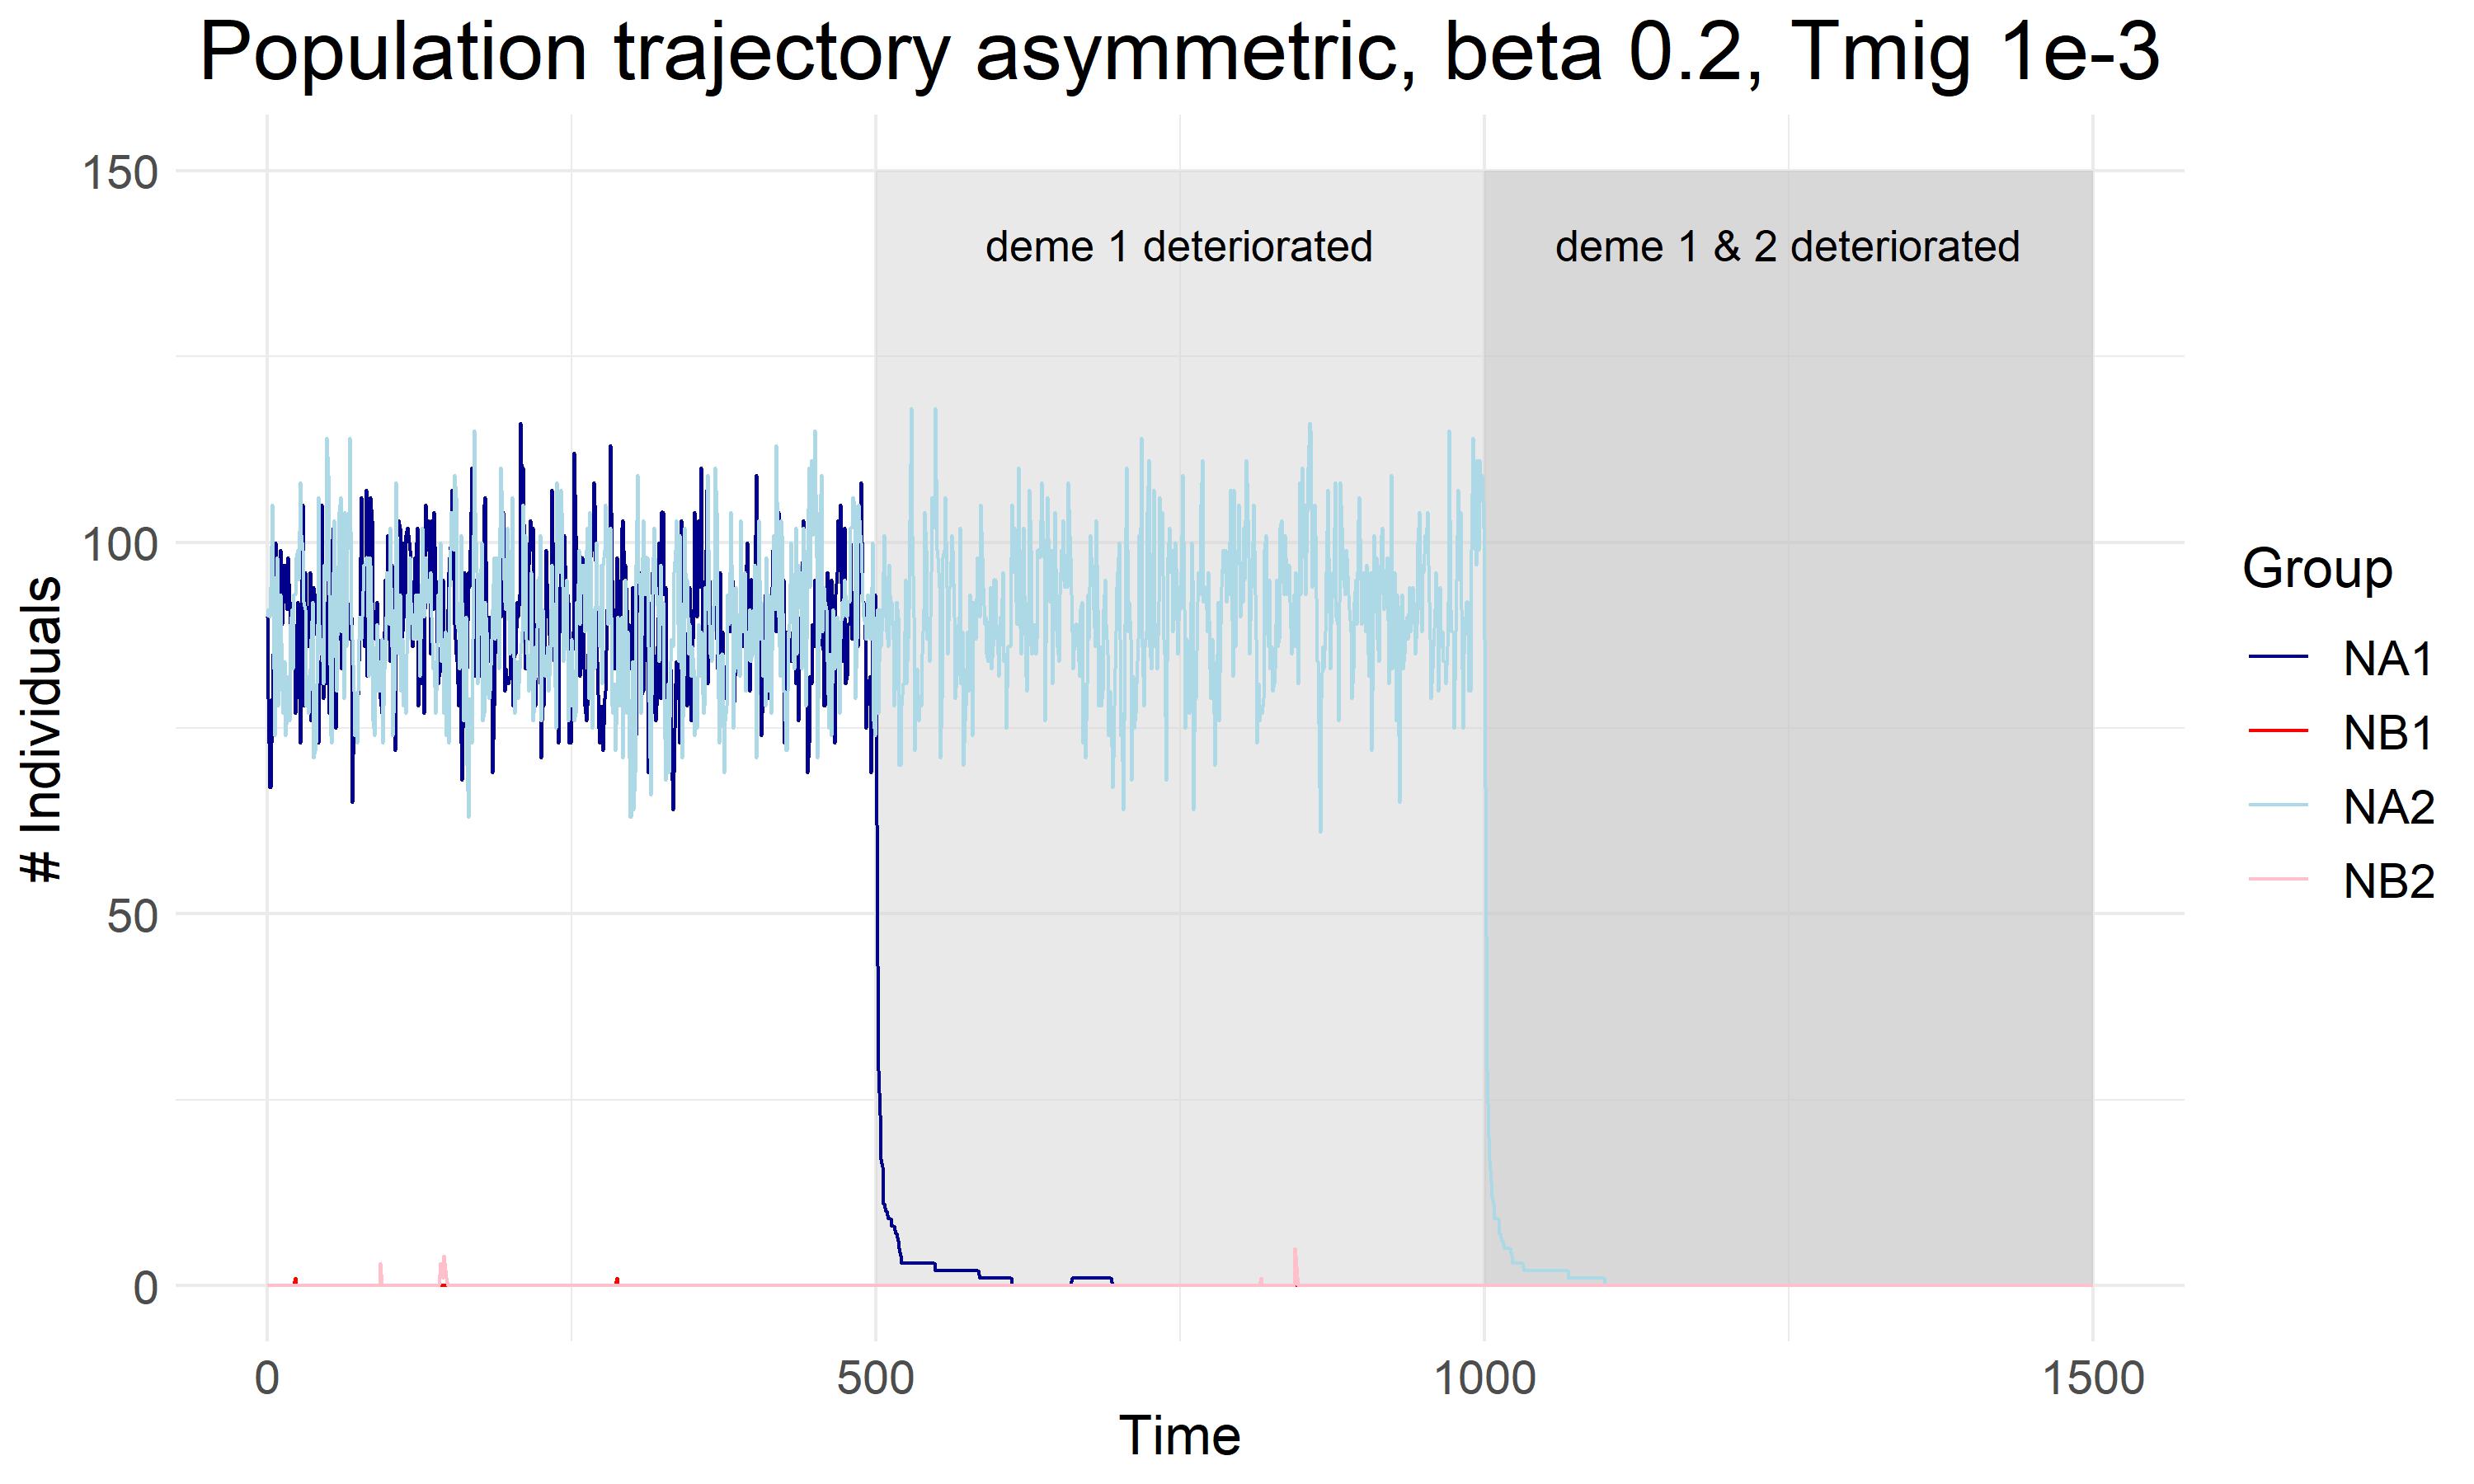 Population trajectory asymmetric, beta 0.2, Tmig 1e-3
150
100
50
0
# Individuals
deme 1 deteriorated
deme 1 & 2 deteriorated
0
500
1000
1500
Time
Group
NA1
NB1
NA2
NB2